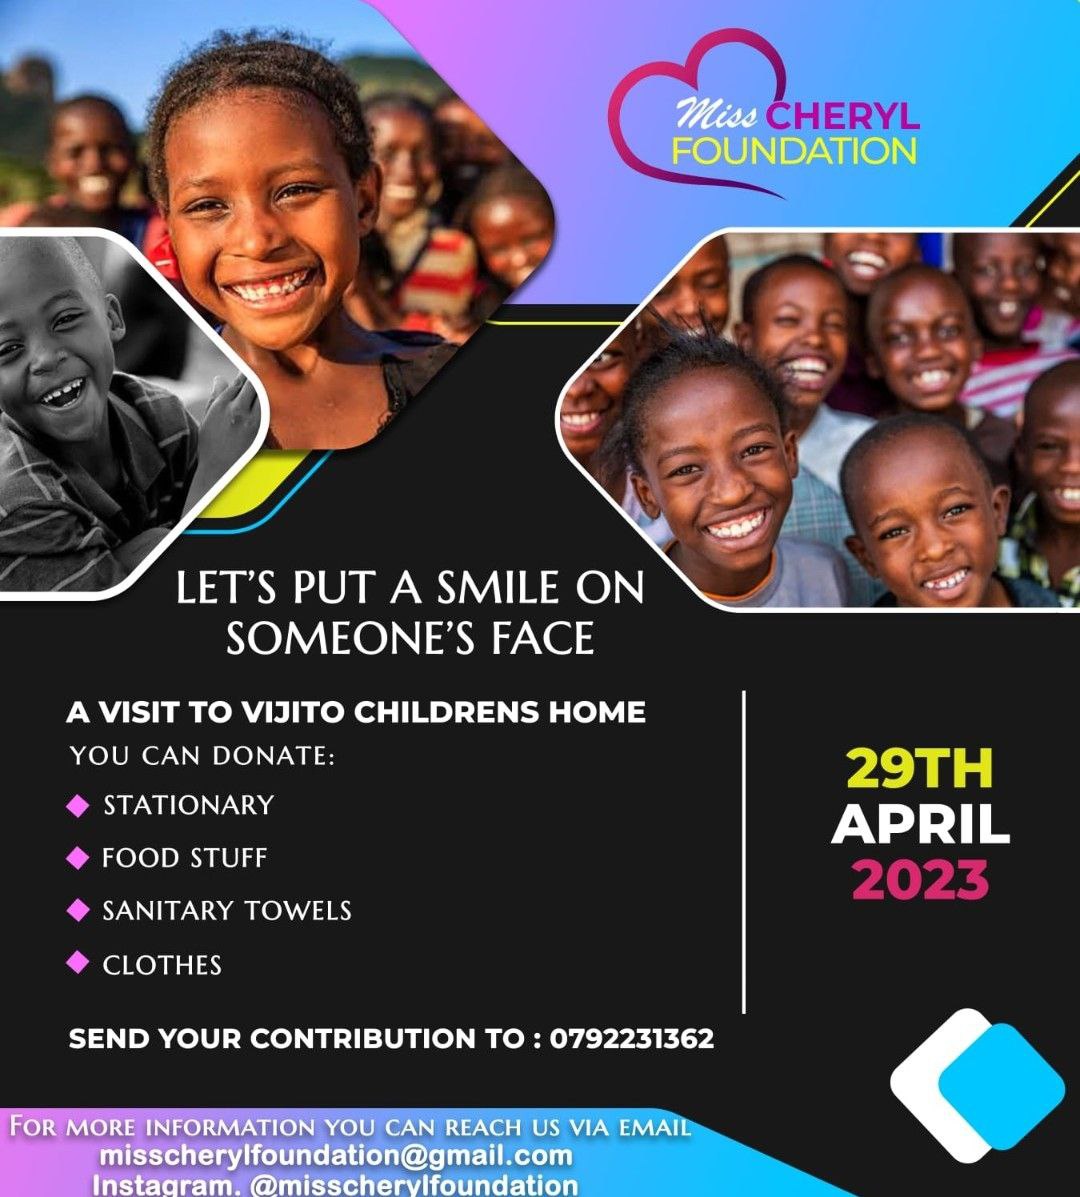 Miss CHERYL
FOUNDATION
LET'S PUT A SMILE ON
SOMEONE'S FACE
A VISIT TO VIJITO CHILDRENS HOME
YOU CAN DONATE:
STATIONARY
FOOD STUFF
SANITARY TOWELS
CLOTHES
SEND YOUR CONTRIBUTION TO : 0792231362
29TH
APRIL
2023
FOR MORE INFORMATION YOU CAN REACH US VIA EMAIL
misscherylfoundation@gmail.com
Instagram. @misscherylfoundation